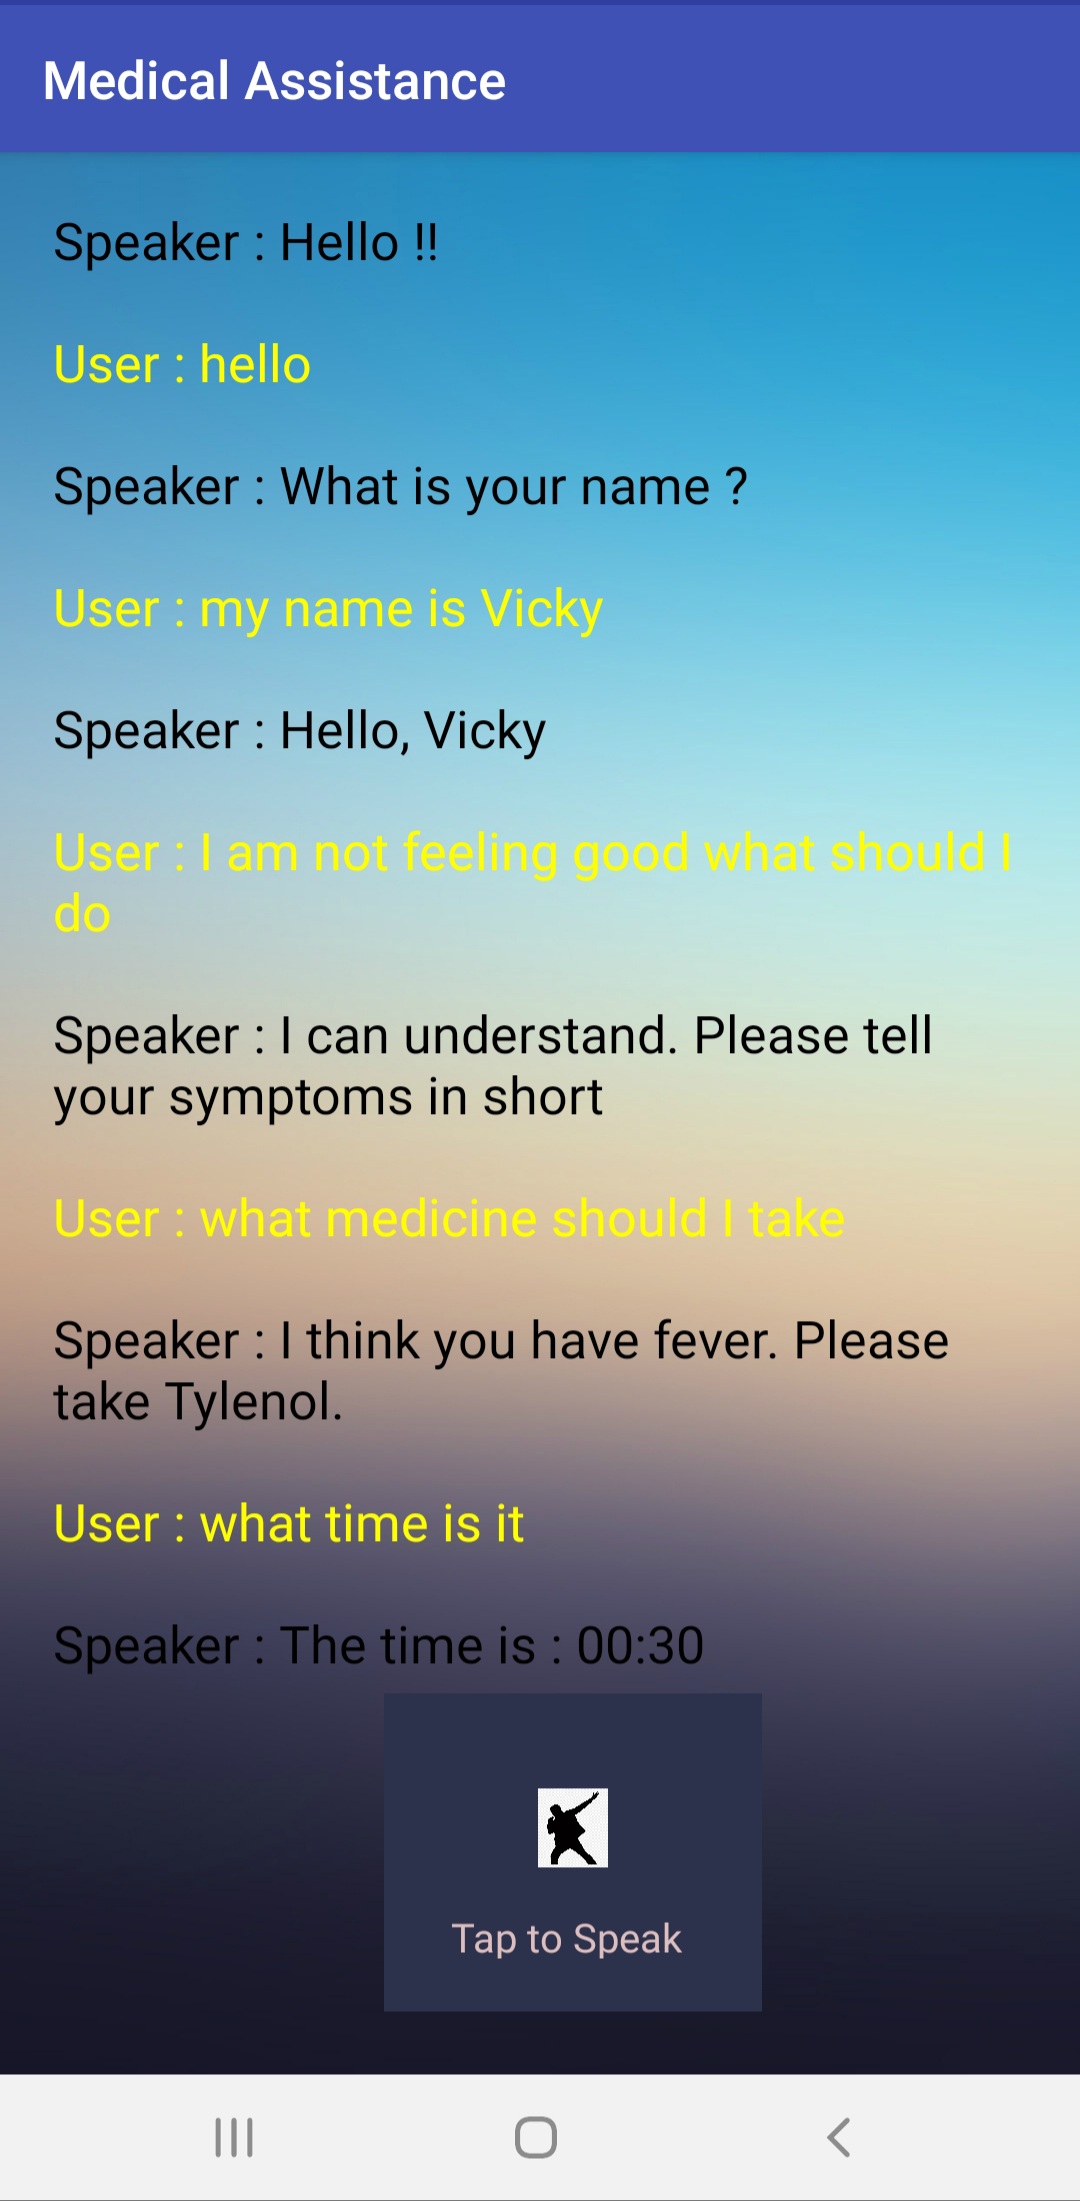 Medical Assistance
Speaker : Hello !!
User : hello
Speaker : What is your name ?
User : my name is Vicky
Speaker : Hello, Vicky
User : I am not feeling good what should I
do
Speaker : I can understand. Please tell
your symptoms in short
User : what medicine should I take
Speaker : I think you have fever. Please
take Tylenol.
User : what time is it
Speaker : The time is : 00:30
Tap to Speak